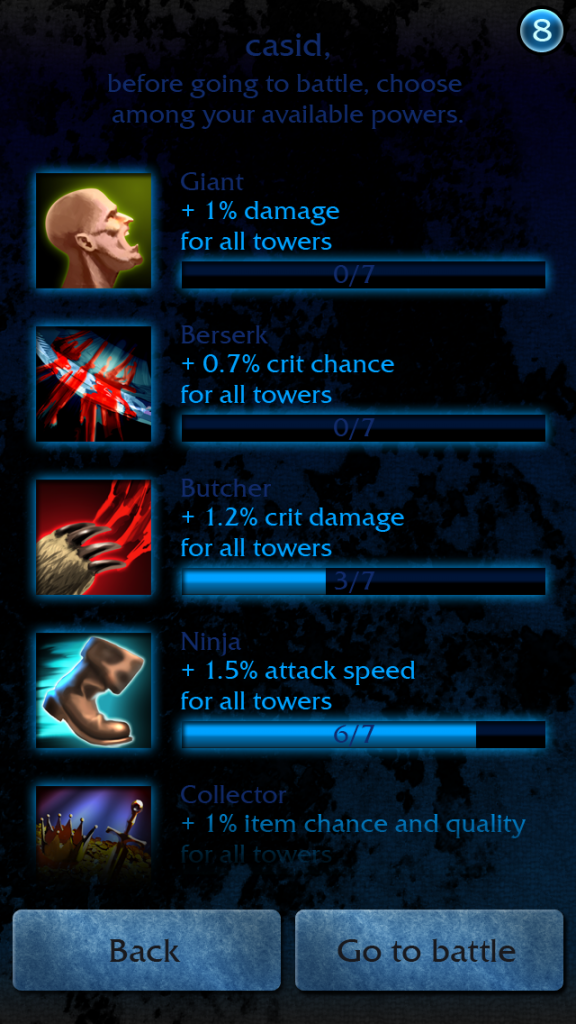 8
casid,
before going to battle, choose
among your available powers.
Giant
+ 1% damage
for all towers
0/7
Berserk
+ 0.7% crit chance
for all towers
0/7
Butcher
+ 1.2% crit damage
for all towers
3/7
Ninja
+ 1.5% attack speed
for all towers
6/7
Collector
+ 1% item chance and quality
for all towers
Back
Go to battle